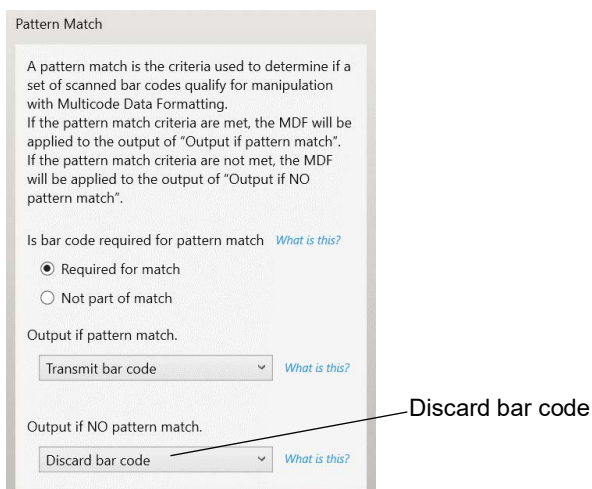 Pattern Match
A pattern match is the criteria used to determine if a
set of scanned bar codes qualify for manipulation
with Multicode Data Formatting.
If the pattern match criteria are met, the MDF will be
applied to the output of “Output if pattern match”.
If the pattern match criteria are not met, the MDF
will be applied to the output of “Output if NO
pattern match”.
Is bar code required for pattern match What is this?
Required for match
Not part of match
Output if pattern match.
Transmit bar code What is this?
Discard bar code
Output if NO pattern match.
Discard bar code What is this?